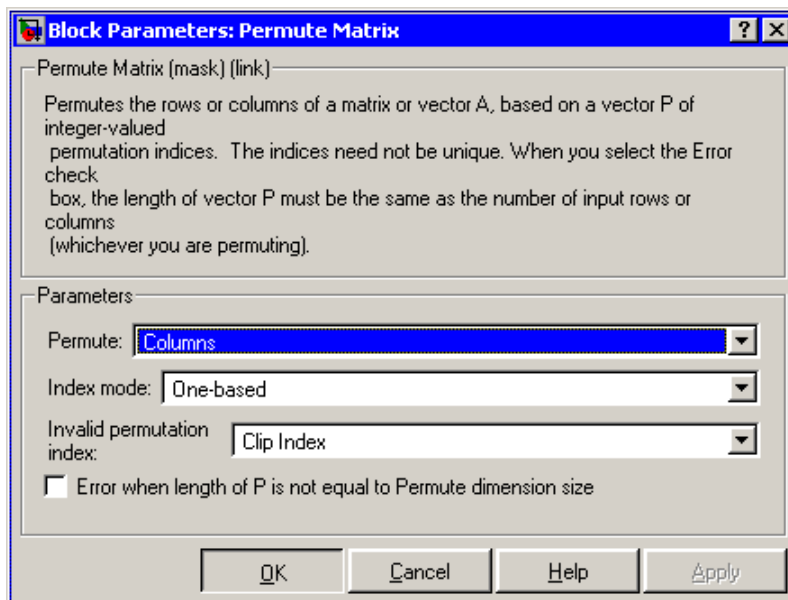 Block Parameters: Permute Matrix
Permute Matrix (mask) (link)
Permutes the rows or columns of a matrix or vector A, based on a vector P of
integer-valued
permutation indices.  The indices need not be unique. When you select the Error
check
box, the length of vector P must be the same as the number of input rows or
columns
(whichever you are permuting).
Parameters
Permute: Columns
Index mode: One-based
Invalid permutation
index: Clip Index
Error when length of P is not equal to Permute dimension size
OK Cancel Help Apply